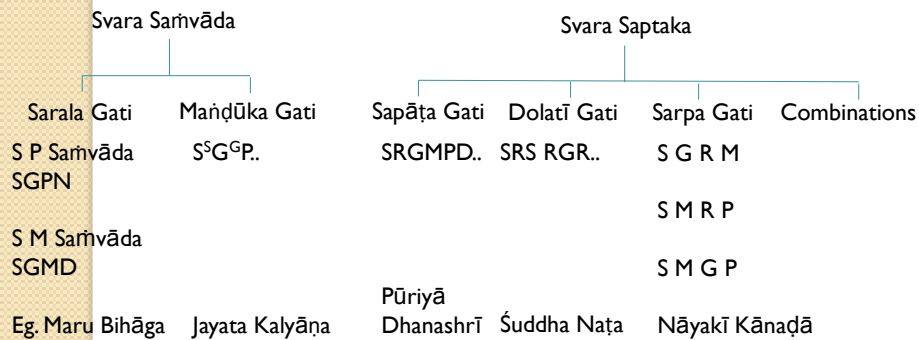 Svara Saṁvāda
Svara Saptaka
Sarala Gati Maṅḍūka Gati Sapāṭa Gati Dolatī Gati Sarpa Gati Combinations
S P Saṁvāda SˢGᴳP.. SRGMPD.. SRS RGR.. S G R M
SGPN
S M R P
S M Saṁvāda
SGMD S M G P
Pūriyā
Eg. Maru Bihāga Jayata Kalyāṇa Dhanashrī Śuddha Naṭa Nāyakī Kānaḍā